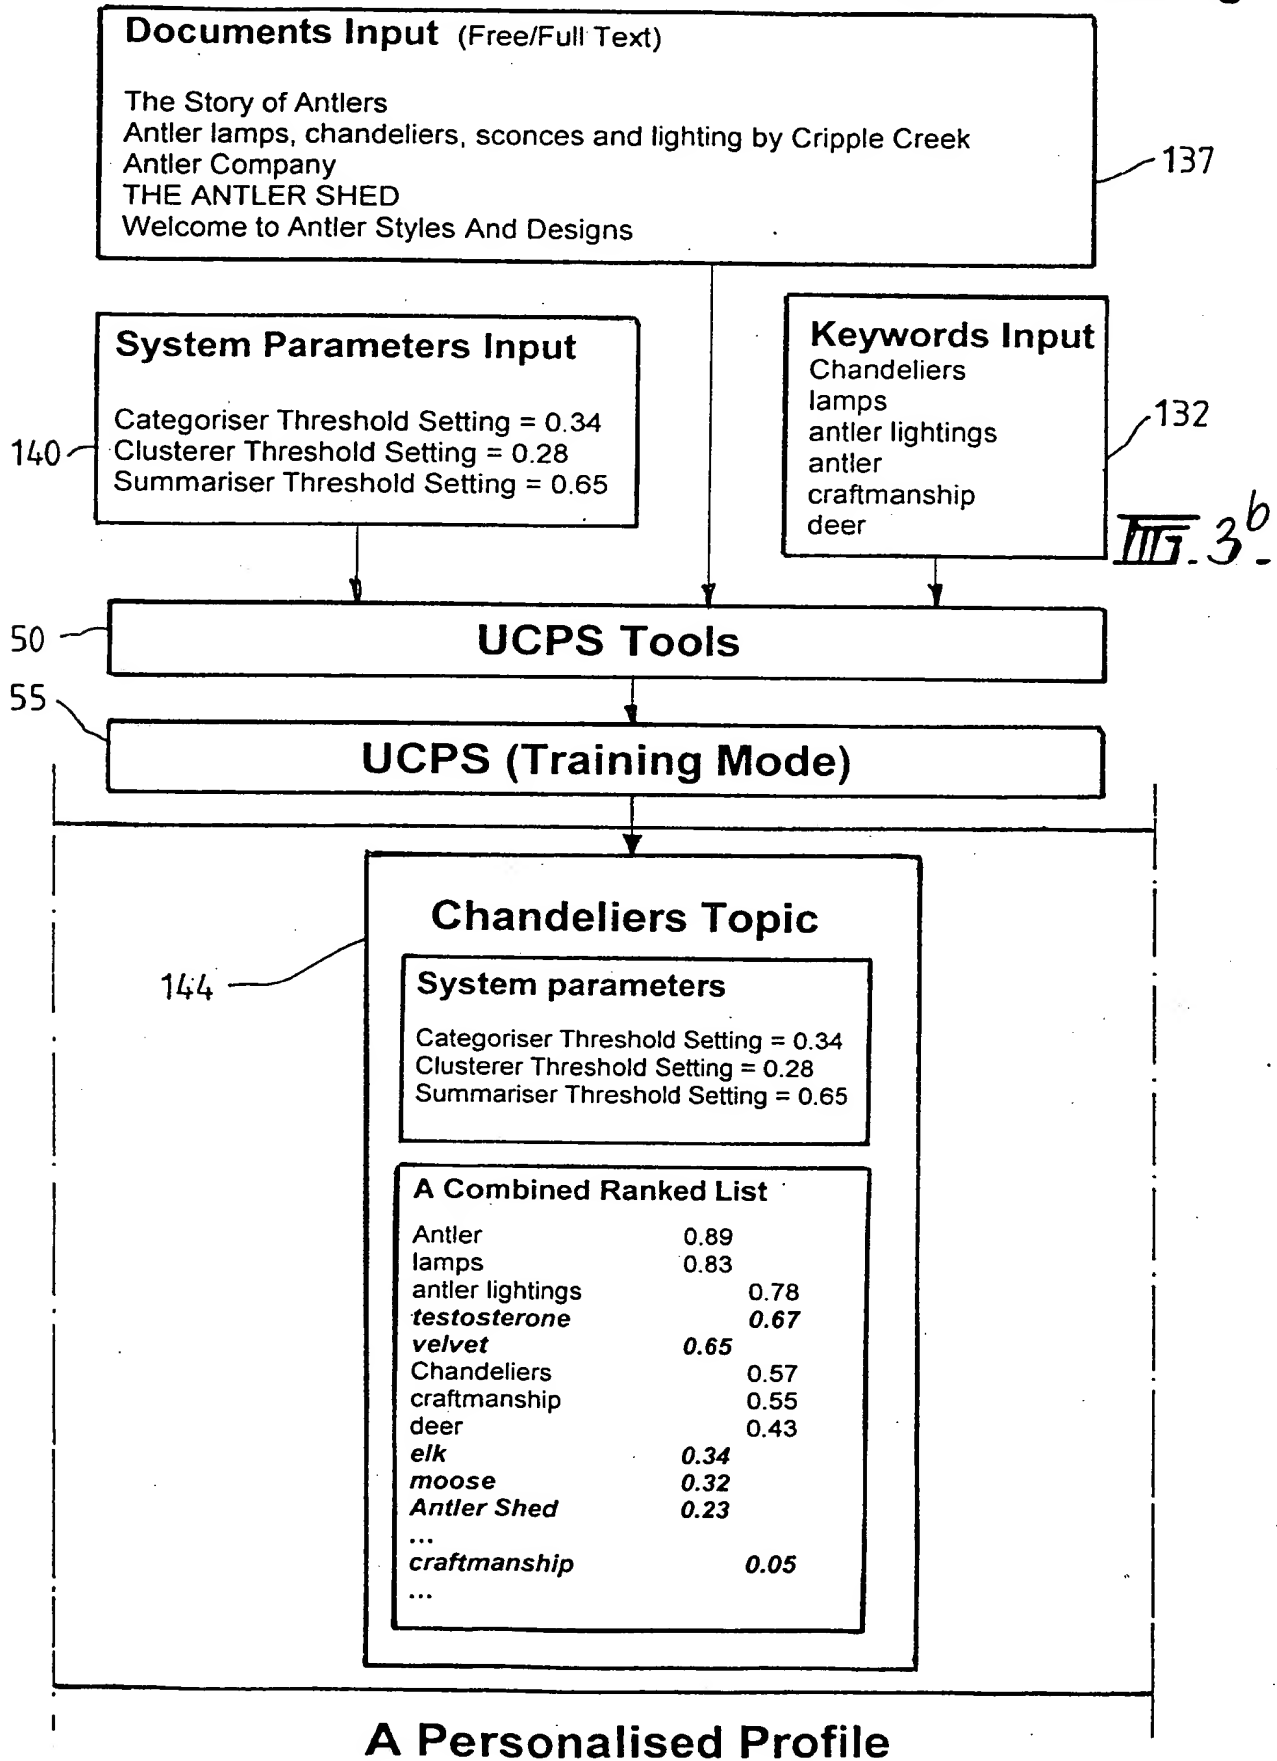 Documents Input (Free/Full Text)
The Story of Antlers
Antler lamps, chandeliers, sconces and lighting by Cripple Creek
Antler Company
THE ANTLER SHED
Welcome to Antler Styles And Designs
137
System Parameters Input
Categoriser Threshold Setting = 0.34
Clusterer Threshold Setting = 0.28
Summariser Threshold Setting = 0.65
140
Keywords Input
Chandeliers
lamps
antler lightings
antler
craftmanship
deer
132
FIG. 3b.
50
UCPS Tools
55
UCPS (Training Mode)
144
Chandeliers Topic
System parameters
Categoriser Threshold Setting = 0.34
Clusterer Threshold Setting = 0.28
Summariser Threshold Setting = 0.65
A Combined Ranked List
Antler 0.89
lamps 0.83
antler lightings 0.78
testosterone 0.67
velvet 0.65
Chandeliers 0.57
craftmanship 0.55
deer 0.43
elk 0.34
moose 0.32
Antler Shed 0.23
...
craftmanship 0.05
...
A Personalised Profile